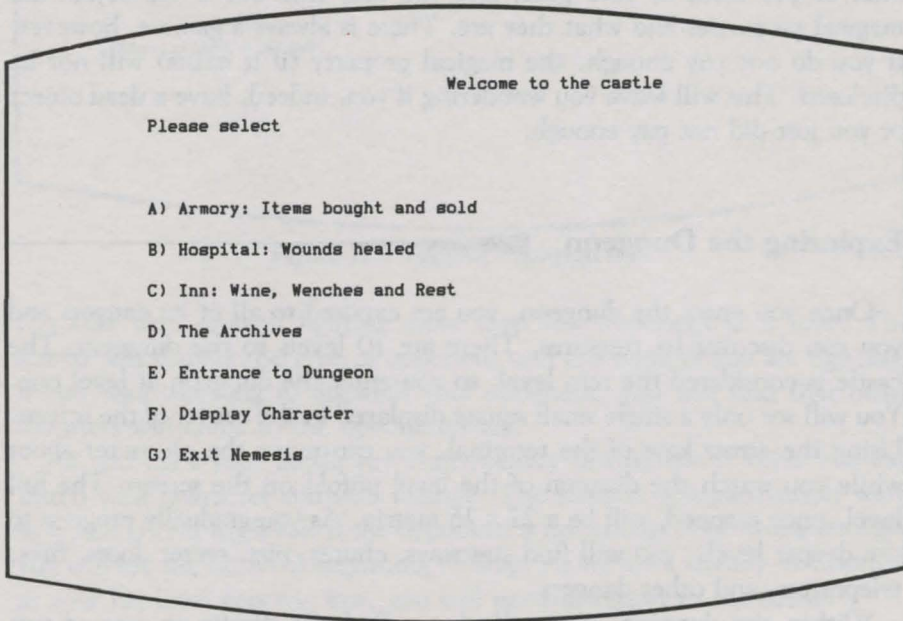 Welcome to the castle
Please select
A) Armory: Items bought and sold
B) Hospital: Wounds healed
C) Inn: Wine, Wenches and Rest
D) The Archives
E) Entrance to Dungeon
F) Display Character
G) Exit Nemesis